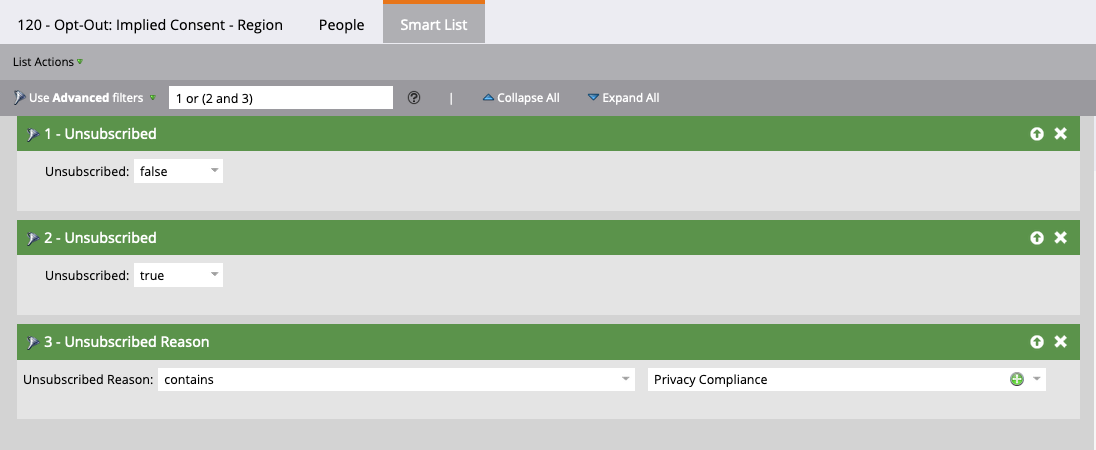 120 - Opt-Out: Implied Consent - Region People Smart List
List Actions
Use Advanced filters 1 or (2 and 3) ? | Collapse All Expand All
1 - Unsubscribed
Unsubscribed: false
2 - Unsubscribed
Unsubscribed: true
3 - Unsubscribed Reason
Unsubscribed Reason: contains Privacy Compliance